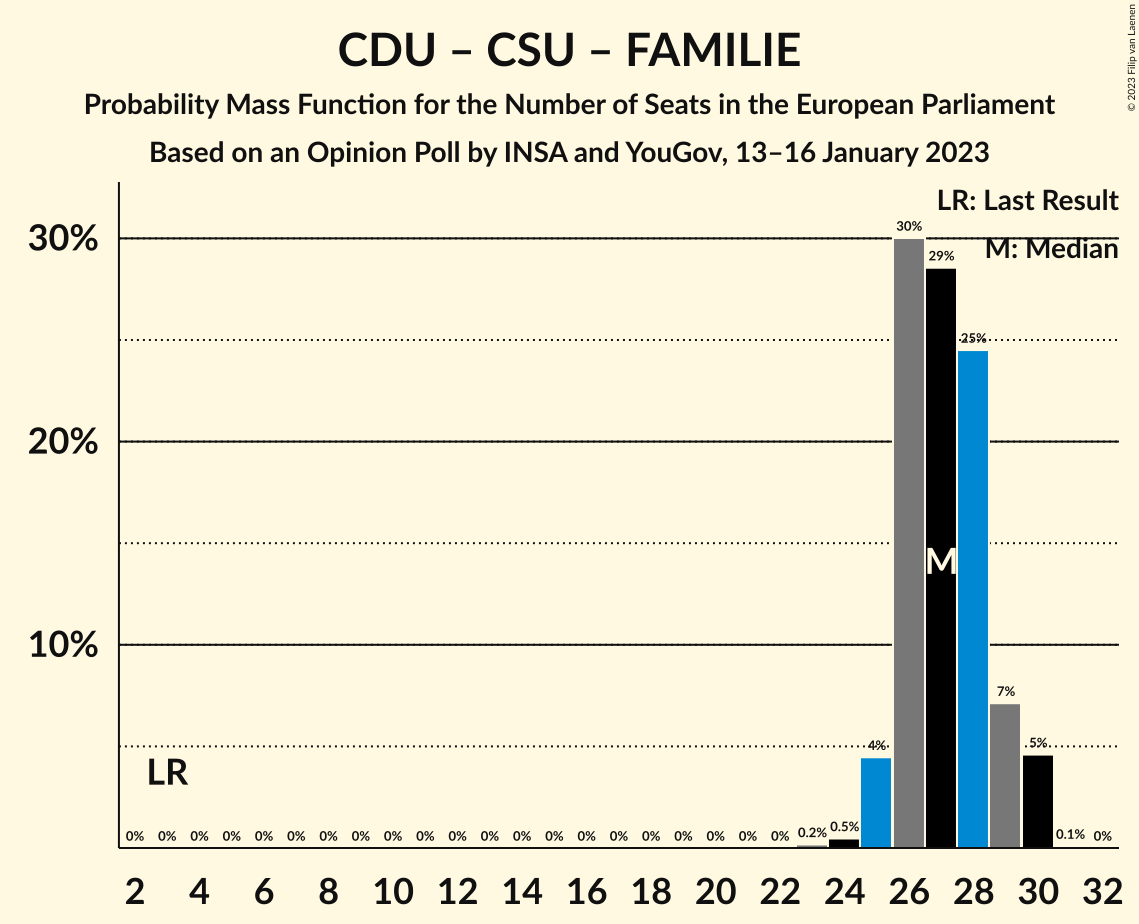 CDU – CSU – FAMILIE
Probability Mass Function for the Number of Seats in the European Parliament
Based on an Opinion Poll by INSA and YouGov, 13–16 January 2023
© 2023 Filip van Laenen
LR: Last Result
M: Median
30%
20%
10%
30%
29%
25%
M
7%
4%
5%
LR
0% 0% 0% 0% 0% 0% 0% 0% 0% 0% 0% 0% 0% 0% 0% 0% 0% 0% 0% 0% 0% 0.2% 0.5% 0.1% 0%
2 4 6 8 10 12 14 16 18 20 22 24 26 28 30 32